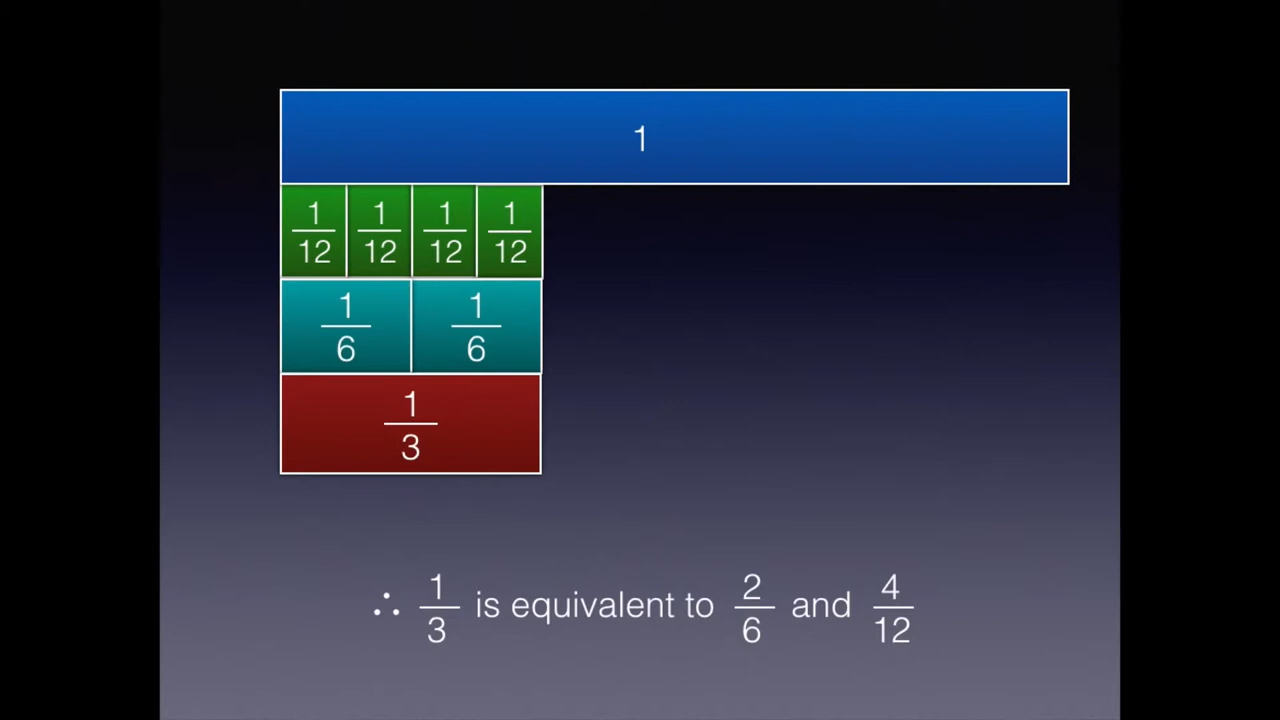 1
1/12 1/12 1/12 1/12
1/6 1/6
1/3
∴ 1/3 is equivalent to 2/6 and 4/12